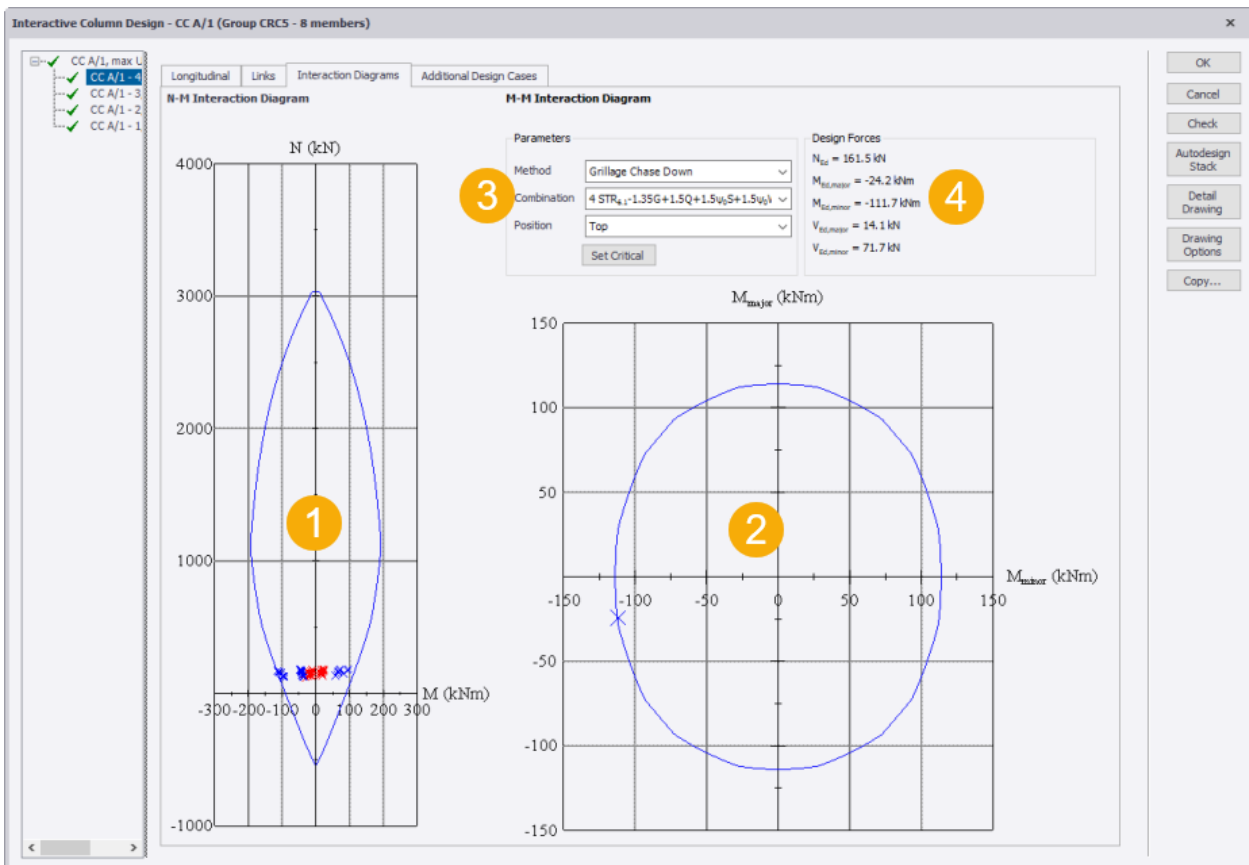 Interactive Column Design - CC A/1 (Group CRC5 - 8 members)
×
CC A/1, max U
CC A/1 - 4
CC A/1 - 3
CC A/1 - 2
CC A/1 - 1
Longitudinal Links Interaction Diagrams Additional Design Cases
N-M Interaction Diagram
N (kN)
4000
3000
2000
1000
-1000
-300 -200 -100 0 100 200 300
M (kNm)
1
M-M Interaction Diagram
Parameters
Method Grillage Chase Down
3
Combination 4 STR4.1-1.35G+1.5Q+1.5ψ0S+1.5ψ0
Position Top
Set Critical
Design Forces
NEd = 161.5 kN
MEd,major = -24.2 kNm
MEd,minor = -111.7 kNm
VEd,major = 14.1 kN
VEd,minor = 71.7 kN
4
Mmajor (kNm)
150
100
50
2
Mminor (kNm)
-150 -100 -50 0 50 100 150
-50
-100
-150
OK
Cancel
Check
Autodesign
Stack
Detail
Drawing
Drawing
Options
Copy...